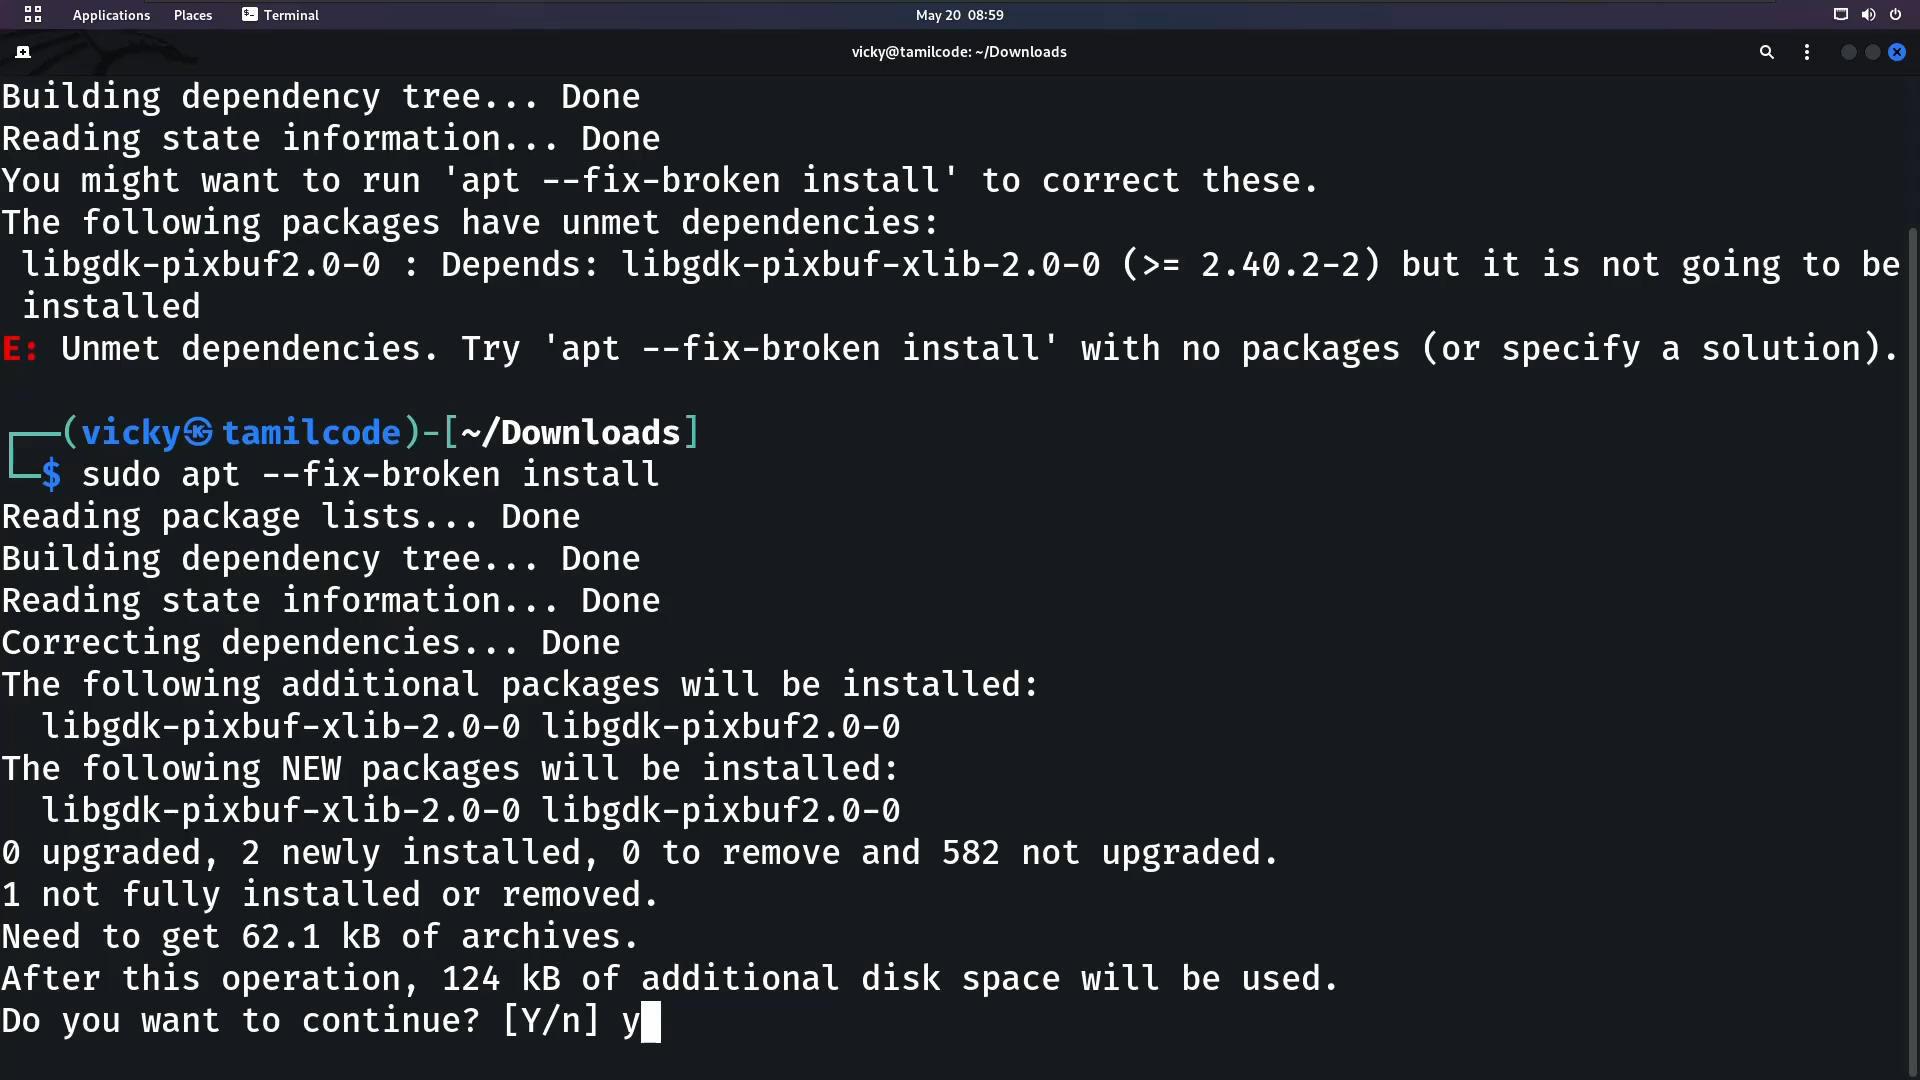 Applications Places Terminal May 20 08:59
vicky@tamilcode: ~/Downloads
Building dependency tree... Done
Reading state information... Done
You might want to run 'apt --fix-broken install' to correct these.
The following packages have unmet dependencies:
 libgdk-pixbuf2.0-0 : Depends: libgdk-pixbuf-xlib-2.0-0 (>= 2.40.2-2) but it is not going to be
 installed
E: Unmet dependencies. Try 'apt --fix-broken install' with no packages (or specify a solution).
┌──(vicky㉿tamilcode)-[~/Downloads]
└─$ sudo apt --fix-broken install
Reading package lists... Done
Building dependency tree... Done
Reading state information... Done
Correcting dependencies... Done
The following additional packages will be installed:
  libgdk-pixbuf-xlib-2.0-0 libgdk-pixbuf2.0-0
The following NEW packages will be installed:
  libgdk-pixbuf-xlib-2.0-0 libgdk-pixbuf2.0-0
0 upgraded, 2 newly installed, 0 to remove and 582 not upgraded.
1 not fully installed or removed.
Need to get 62.1 kB of archives.
After this operation, 124 kB of additional disk space will be used.
Do you want to continue? [Y/n] y